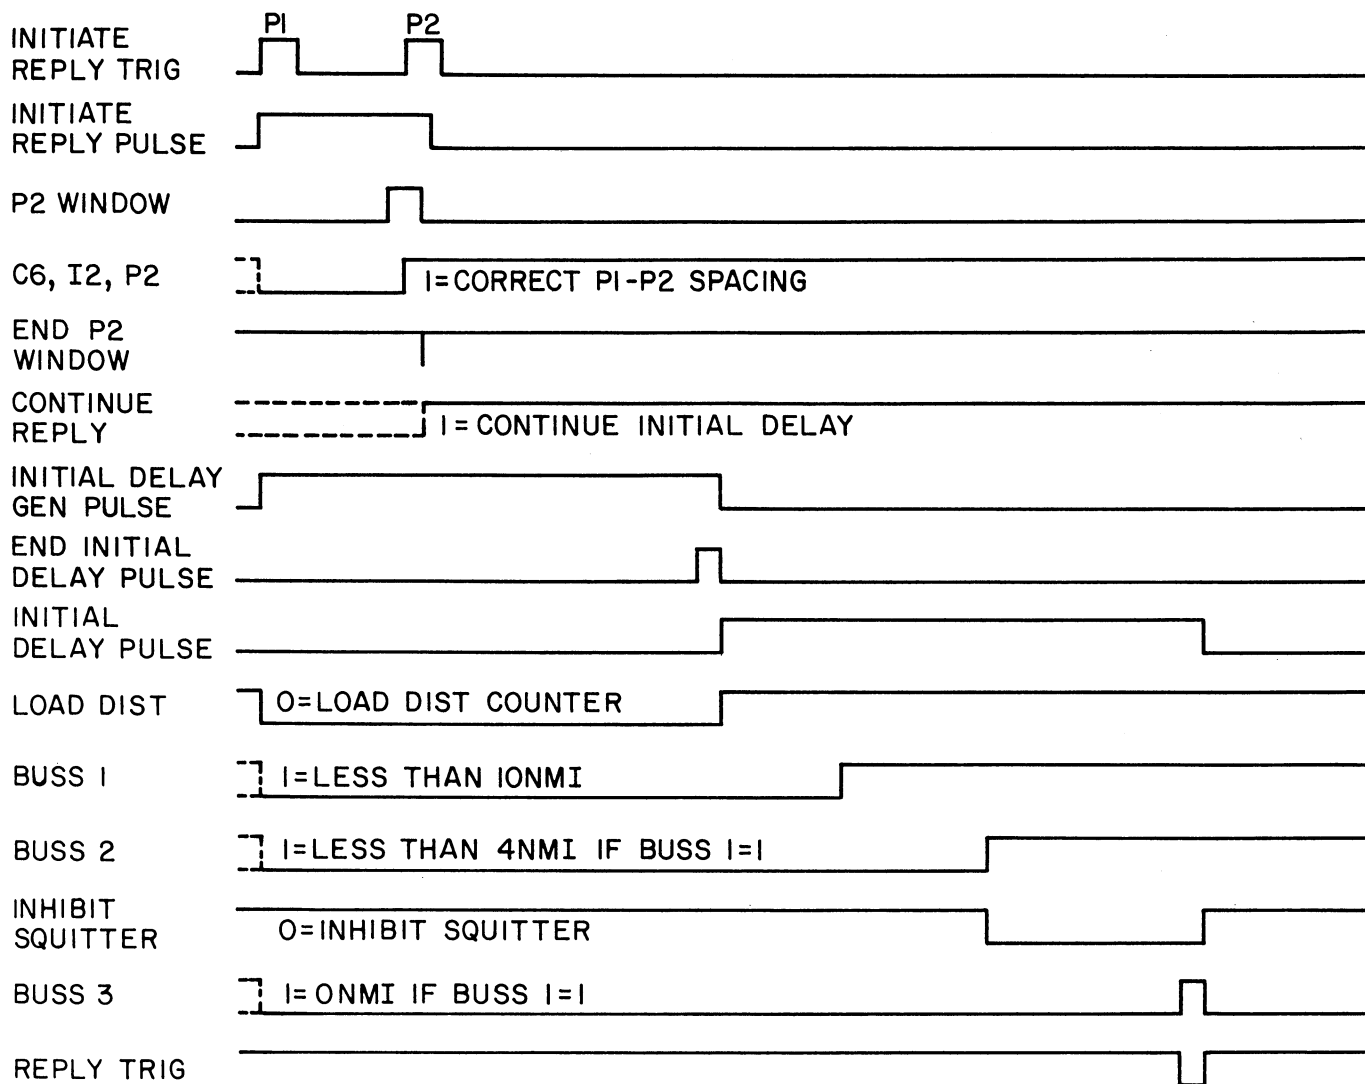 P1 P2
INITIATE
REPLY TRIG
INITIATE
REPLY PULSE
P2 WINDOW
C6, I2, P2
1=CORRECT P1-P2 SPACING
END P2
WINDOW
CONTINUE
REPLY
1=CONTINUE INITIAL DELAY
INITIAL DELAY
GEN PULSE
END INITIAL
DELAY PULSE
INITIAL
DELAY PULSE
LOAD DIST
0=LOAD DIST COUNTER
BUSS 1
1=LESS THAN 10NMI
BUSS 2
1=LESS THAN 4NMI IF BUSS 1=1
INHIBIT
SQUITTER
0=INHIBIT SQUITTER
BUSS 3
1=0NMI IF BUSS 1=1
REPLY TRIG